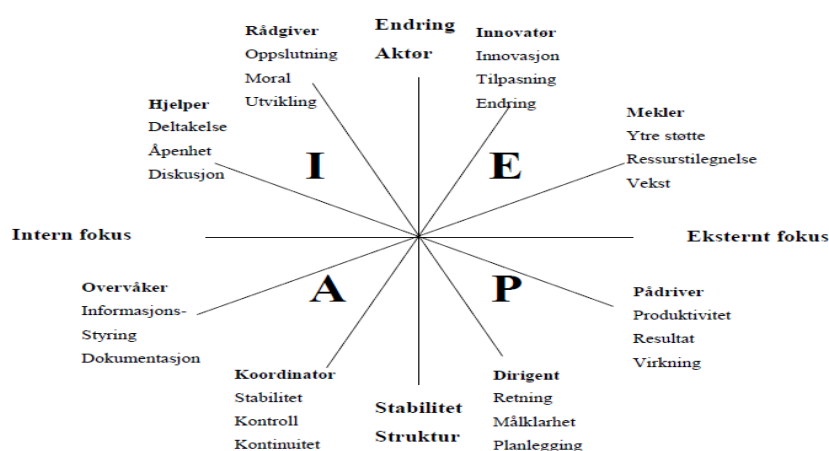 Rådgiver
Oppslutning
Moral
Utvikling
Endring
Aktør
Innovatør
Innovasjon
Tilpasning
Endring
Hjelper
Deltakelse
Åpenhet
Diskusjon
Mekler
Ytre støtte
Ressurstilegnelse
Vekst
I
E
Intern fokus
Eksternt fokus
A
P
Overvåker
Informasjons-
Styring
Dokumentasjon
Pådriver
Produktivitet
Resultat
Virkning
Koordinator
Stabilitet
Kontroll
Kontinuitet
Stabilitet
Struktur
Dirigent
Retning
Målklarhet
Planlegging